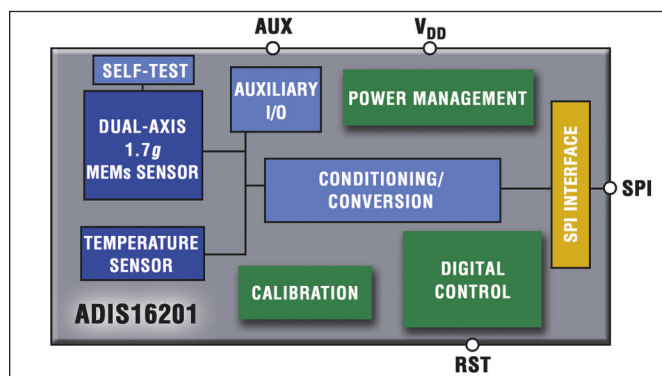 AUX
VDD
SELF-TEST
DUAL-AXIS
1.7g
MEMs SENSOR
AUXILIARY
I/O
POWER MANAGEMENT
CONDITIONING/
CONVERSION
SPI INTERFACE
SPI
TEMPERATURE
SENSOR
CALIBRATION
DIGITAL
CONTROL
ADIS16201
RST